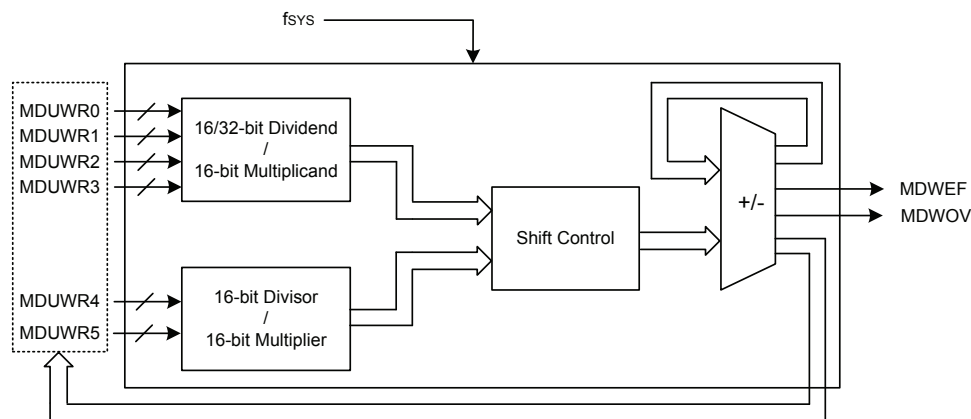 fSYS
MDUWR0
MDUWR1
MDUWR2
MDUWR3
16/32-bit Dividend
/
16-bit Multiplicand
Shift Control
+/-
MDWEF
MDWOV
MDUWR4
MDUWR5
16-bit Divisor
/
16-bit Multiplier